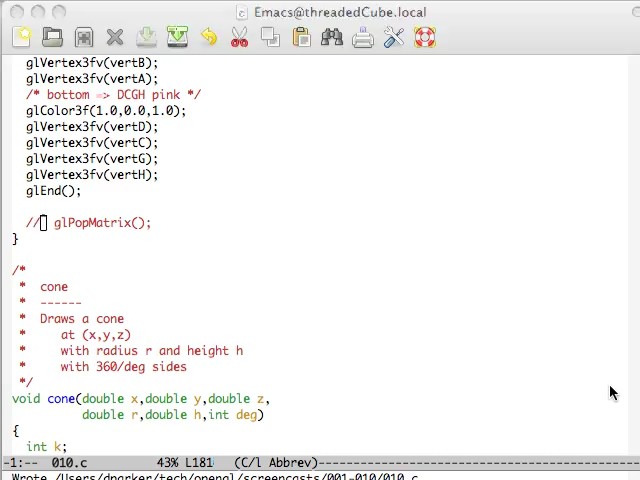 Emacs@threadedCube.local
glVertex3fv(vertB);
glVertex3fv(vertA);
/* bottom => DCGH pink */
glColor3f(1.0,0.0,1.0);
glVertex3fv(vertD);
glVertex3fv(vertC);
glVertex3fv(vertG);
glVertex3fv(vertH);
glEnd();
// glPopMatrix();
}
/*
* cone
* ------
* Draws a cone
* at (x,y,z)
* with radius r and height h
* with 360/deg sides
*/
void cone(double x,double y,double z,
double r,double h,int deg)
{
int k;
-1:-- 010.c 43% L181 (C/l Abbrev)------------------------------------------
Wrote /Users/dparker/tech/opengl/screencasts/001-010/010.c